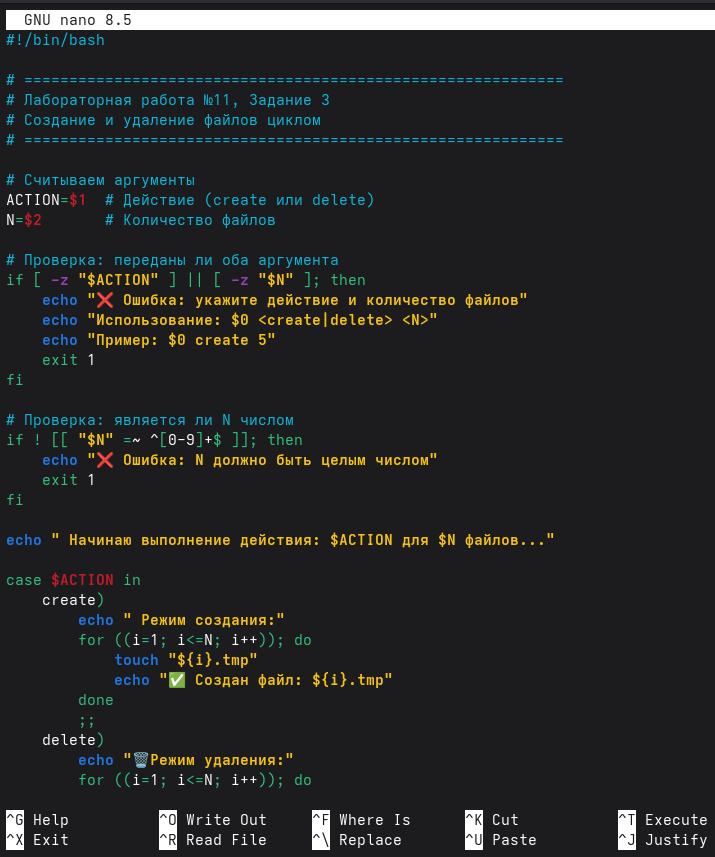 GNU nano 8.5
#!/bin/bash
# ============================================================
# Лабораторная работа №11, Задание 3
# Создание и удаление файлов циклом
# ============================================================
# Считываем аргументы
ACTION=$1  # Действие (create или delete)
N=$2       # Количество файлов
# Проверка: переданы ли оба аргумента
if [ -z "$ACTION" ] || [ -z "$N" ]; then
    echo "❌ Ошибка: укажите действие и количество файлов"
    echo "Использование: $0 <create|delete> <N>"
    echo "Пример: $0 create 5"
    exit 1
fi
# Проверка: является ли N числом
if ! [[ "$N" =~ ^[0-9]+$ ]]; then
    echo "❌ Ошибка: N должно быть целым числом"
    exit 1
fi
echo " Начинаю выполнение действия: $ACTION для $N файлов..."
case $ACTION in
    create)
        echo " Режим создания:"
        for ((i=1; i<=N; i++)); do
            touch "${i}.tmp"
            echo "✅ Создан файл: ${i}.tmp"
        done
        ;;
    delete)
        echo "🗑️Режим удаления:"
        for ((i=1; i<=N; i++)); do
^G Help ^O Write Out ^F Where Is ^K Cut ^T Execute
^X Exit ^R Read File ^\ Replace ^U Paste ^J Justify